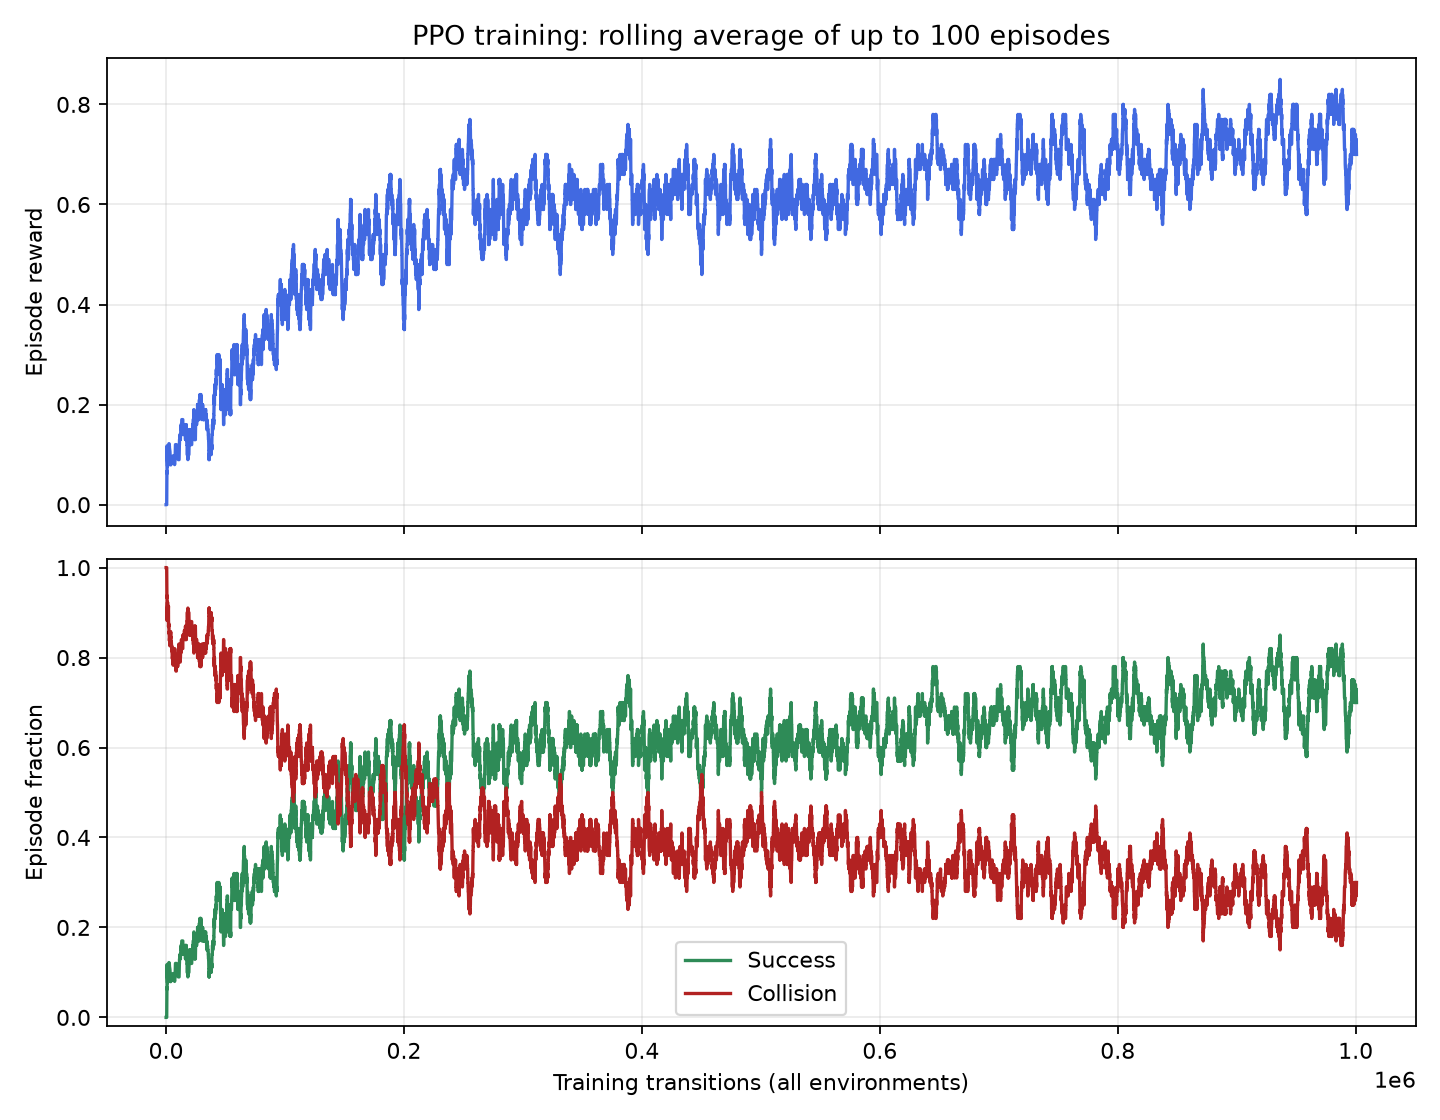 PPO training: rolling average of up to 100 episodes
0.8
0.6
0.4
0.2
0.0
Episode reward
1.0
0.8
0.6
0.4
0.2
0.0
Episode fraction
Success
Collision
0.0 0.2 0.4 0.6 0.8 1.0
1e6
Training transitions (all environments)